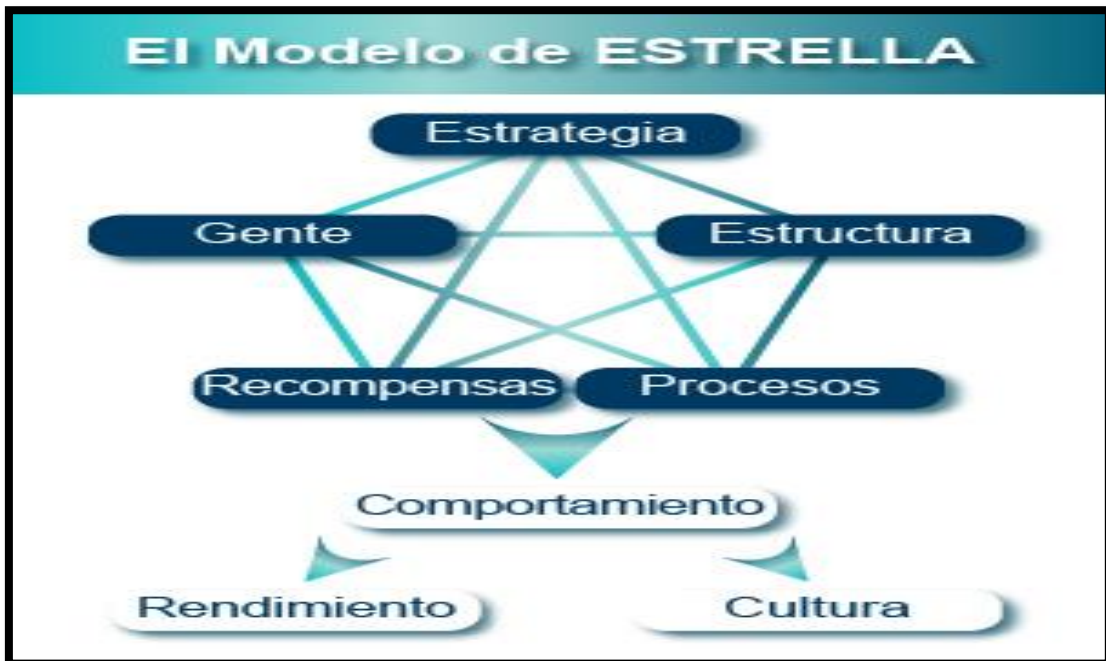 El Modelo de ESTRELLA
Estrategia
Gente Estructura
Recompensas Procesos
Comportamiento
Rendimiento Cultura